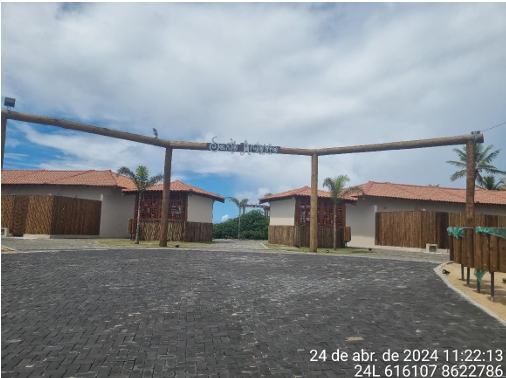 24 de abr. de 2024 11:22:13
24L 616107 8622786